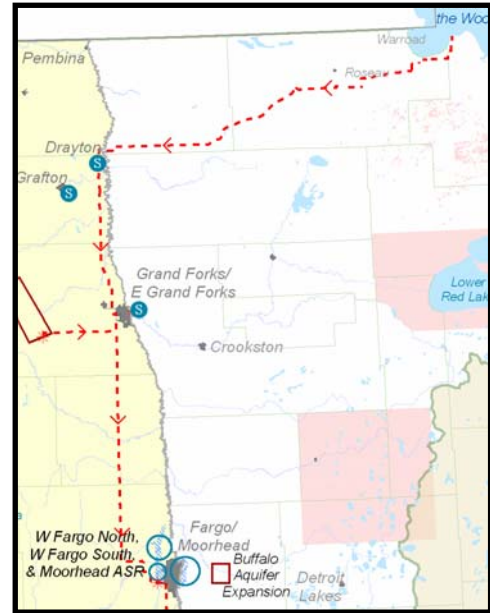 the Woo
Warroad
Pembina
Roseau
Drayton
S
Grafton
S
Grand Forks/
E Grand Forks
S
Lower
Red Lak
Crookston
W Fargo North,
W Fargo South,
& Moorhead ASR
Fargo/
Moorhead
Buffalo
Aquifer
Expansion
Detroit
Lakes